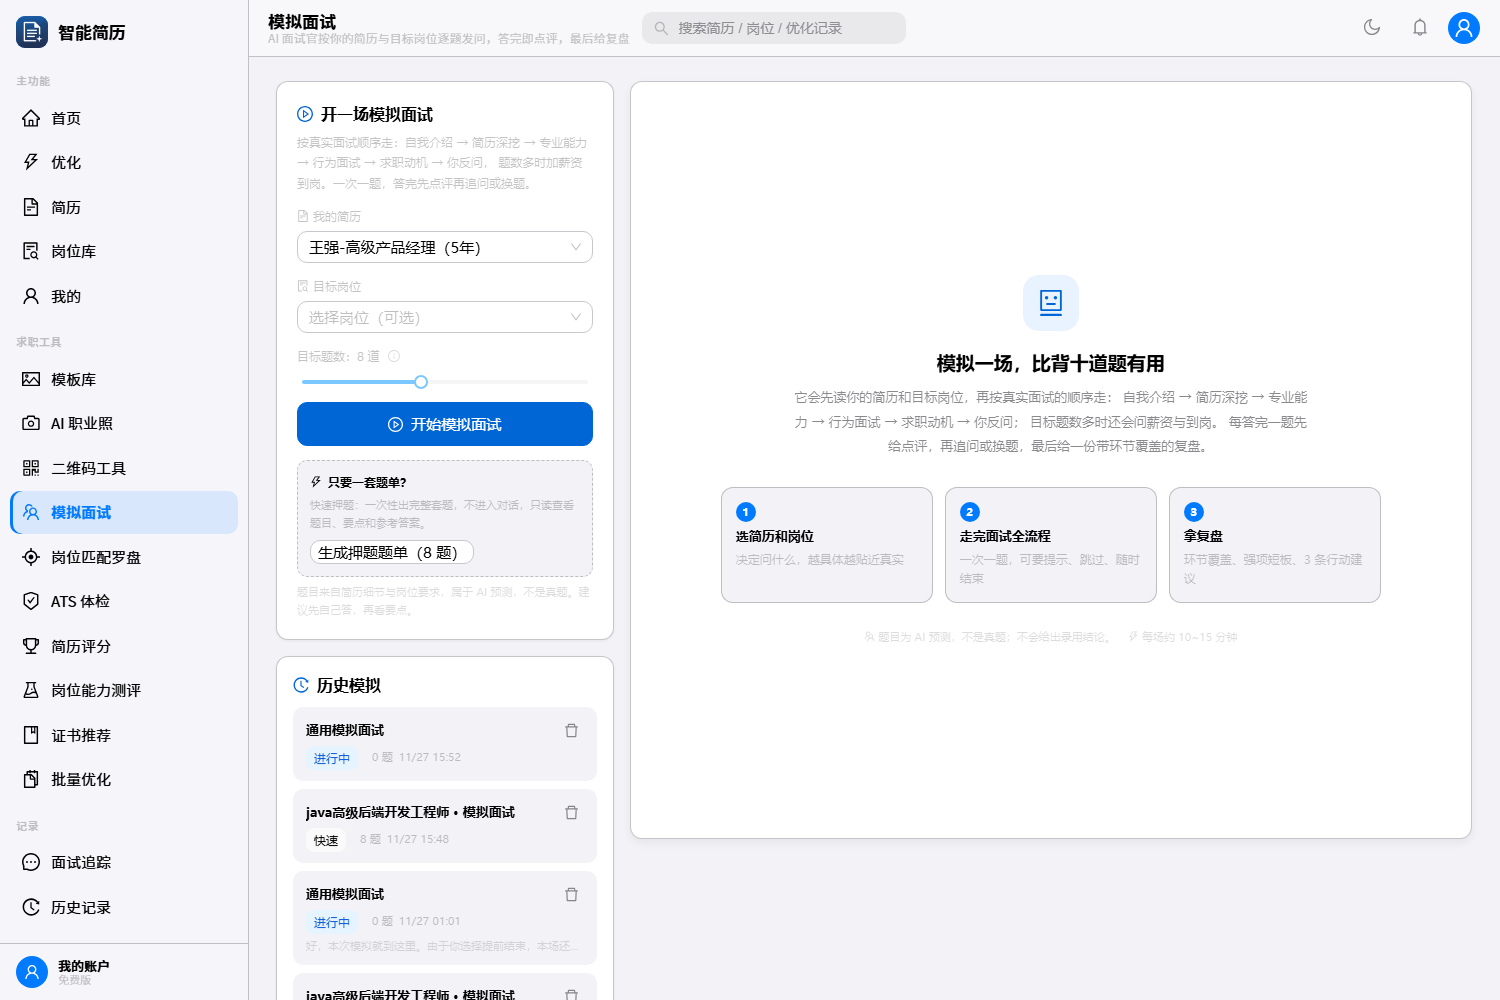 智能简历
主功能
首页
优化
简历
岗位库
我的
求职工具
模板库
AI 职业照
二维码工具
模拟面试
岗位匹配罗盘
ATS 体检
简历评分
岗位能力测评
证书推荐
批量优化
记录
面试追踪
历史记录
我的账户
免费版
模拟面试
AI 面试官按你的简历与目标岗位逐题发问，答完即点评，最后给复盘
搜索简历 / 岗位 / 优化记录
开一场模拟面试
按真实面试顺序走：自我介绍 → 简历深挖 → 专业能力
→ 行为面试 → 求职动机 → 你反问， 题数多时加薪资
到岗。一次一题，答完先点评再追问或换题。
我的简历
王强-高级产品经理（5年）
目标岗位
选择岗位（可选）
目标题数：8 道
开始模拟面试
只要一套题单？
快速押题：一次性出完整套题，不进入对话，只读查看
题目、要点和参考答案。
生成押题题单（8 题）
题目来自简历细节与岗位要求，属于 AI 预测，不是真题。建
议先自己答，再看要点。
历史模拟
通用模拟面试
进行中 0 题 11/27 15:52
java高级后端开发工程师 • 模拟面试
快速 8 题 11/27 15:48
通用模拟面试
进行中 0 题 11/27 01:01
好，本次模拟就到这里。由于你选择提前结束，本场还...
java高级后端开发工程师 • 模拟面试
模拟一场，比背十道题有用
它会先读你的简历和目标岗位，再按真实面试的顺序走： 自我介绍 → 简历深挖 → 专业能
力 → 行为面试 → 求职动机 → 你反问； 目标题数多时还会问薪资与到岗。 每答完一题先
给点评，再追问或换题，最后给一份带环节覆盖的复盘。
1
选简历和岗位
决定问什么，越具体越贴近真实
2
走完面试全流程
一次一题，可要提示、跳过、随时
结束
3
拿复盘
环节覆盖、强项短板、3 条行动建
议
题目为 AI 预测，不是真题；不会给出录用结论。 每场约 10~15 分钟